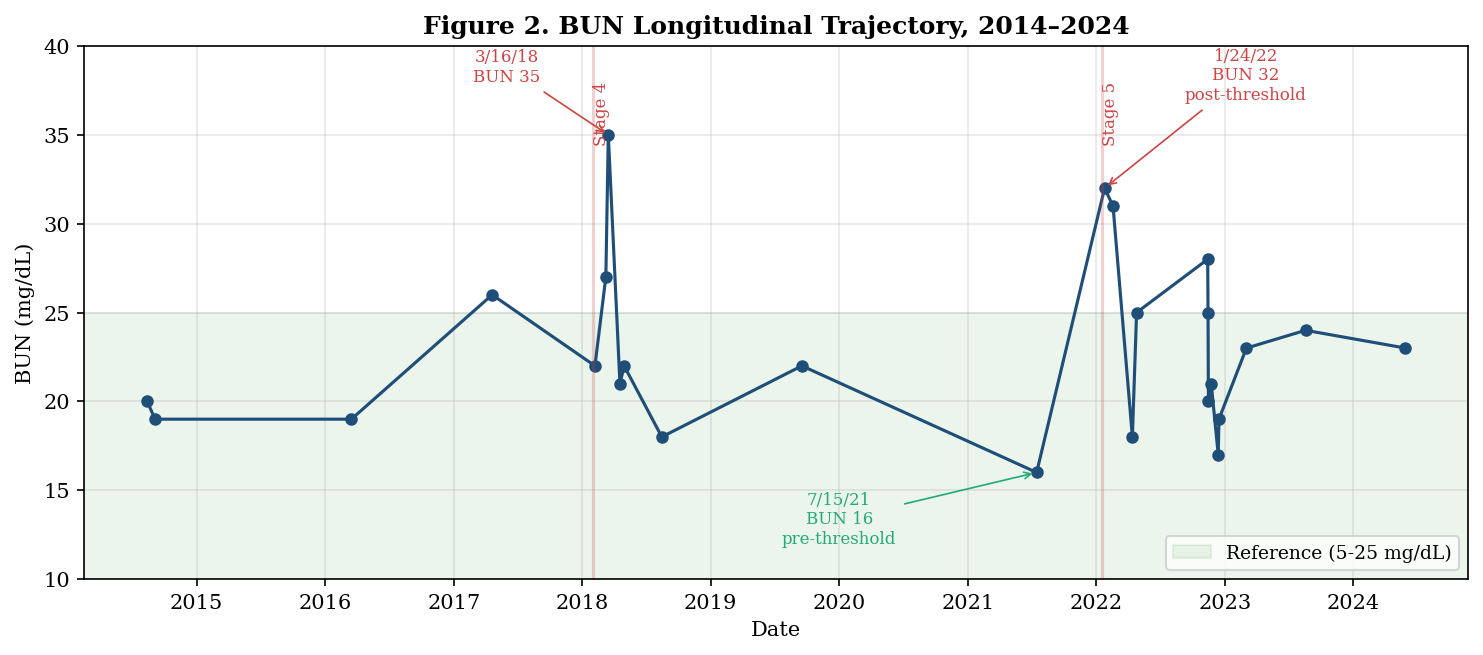 Figure 2. BUN Longitudinal Trajectory, 2014–2024
3/16/18
BUN 35
Stage 4
Stage 5
1/24/22
BUN 32
post-threshold
7/15/21
BUN 16
pre-threshold
BUN (mg/dL)
40
35
30
25
20
15
10
Reference (5-25 mg/dL)
2015 2016 2017 2018 2019 2020 2021 2022 2023 2024
Date